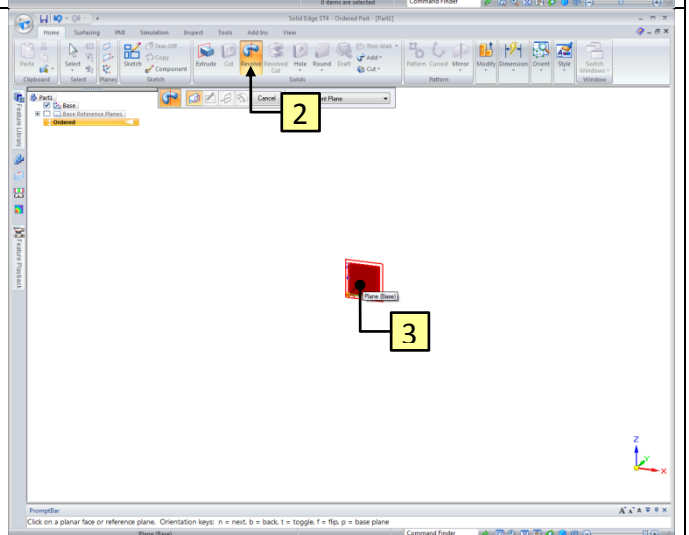 0 items are selected Command Finder
Solid Edge ST4 - Ordered Part - [Part1]
Home Surfacing PMI Simulation Inspect Tools Add Ins View
Tear-Off
Copy
Component
Thin Wall
Add
Cut
Paste Select Sketch Extrude Cut Revolve Revolved Cut Hole Round Draft Pattern Curved Mirror Modify Dimension Orient Style Switch Windows
Clipboard Select Planes Sketch Solids Pattern Window
Part1
Base
Base Reference Planes
Ordered
Cancel
nt Plane
2
Feature Library
Feature Playback
Plane (Base)
3
Z
Y
X
PromptBar
Click on a planar face or reference plane. Orientation keys: n = next, b = back, t = toggle, f = flip, p = base plane
Plane (Base) Command Finder